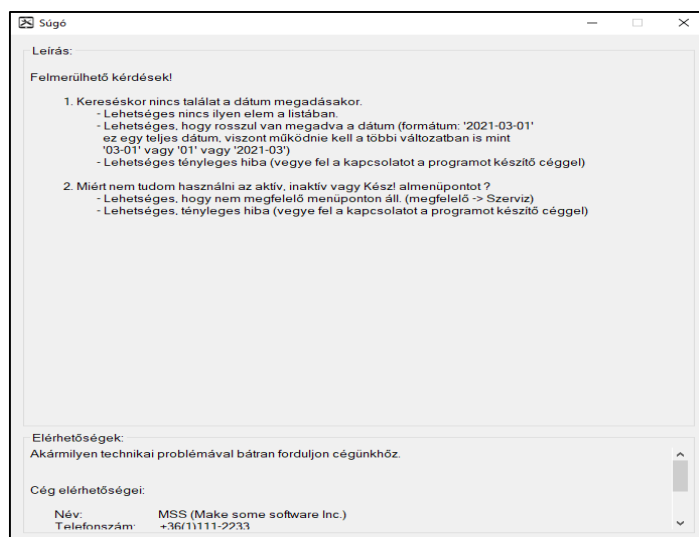 Súgó
Leírás:
Felmerülhető kérdések!
1. Kereséskor nincs találat a dátum megadásakor.
- Lehetséges nincs ilyen elem a listában.
- Lehetséges, hogy rosszul van megadva a dátum (formátum: '2021-03-01'
ez egy teljes dátum, viszont működnie kell a többi változatban is mint
'03-01' vagy '01' vagy '2021-03')
- Lehetséges tényleges hiba (vegye fel a kapcsolatot a programot készítő céggel)
2. Miért nem tudom használni az aktív, inaktív vagy Kész! almenüpontot ?
- Lehetséges, hogy nem megfelelő menüponton áll. (megfelelő -> Szerviz)
- Lehetséges, tényleges hiba (vegye fel a kapcsolatot a programot készítő céggel)
Elérhetőségek:
Akármilyen technikai problémával bátran forduljon cégünkhőz.
Cég elérhetőségei:
Név: MSS (Make some software Inc.)
Telefonszám: +36(1)111-2233